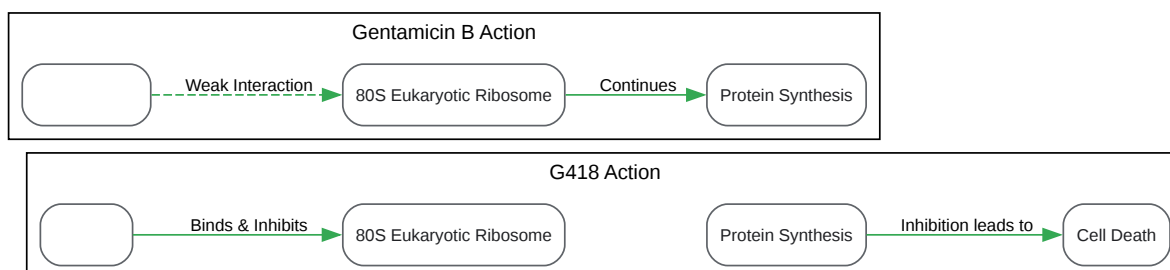 Gentamicin B Action
Weak Interaction
80S Eukaryotic Ribosome
Continues
Protein Synthesis
G418 Action
Binds & Inhibits
80S Eukaryotic Ribosome
Protein Synthesis
Inhibition leads to
Cell Death